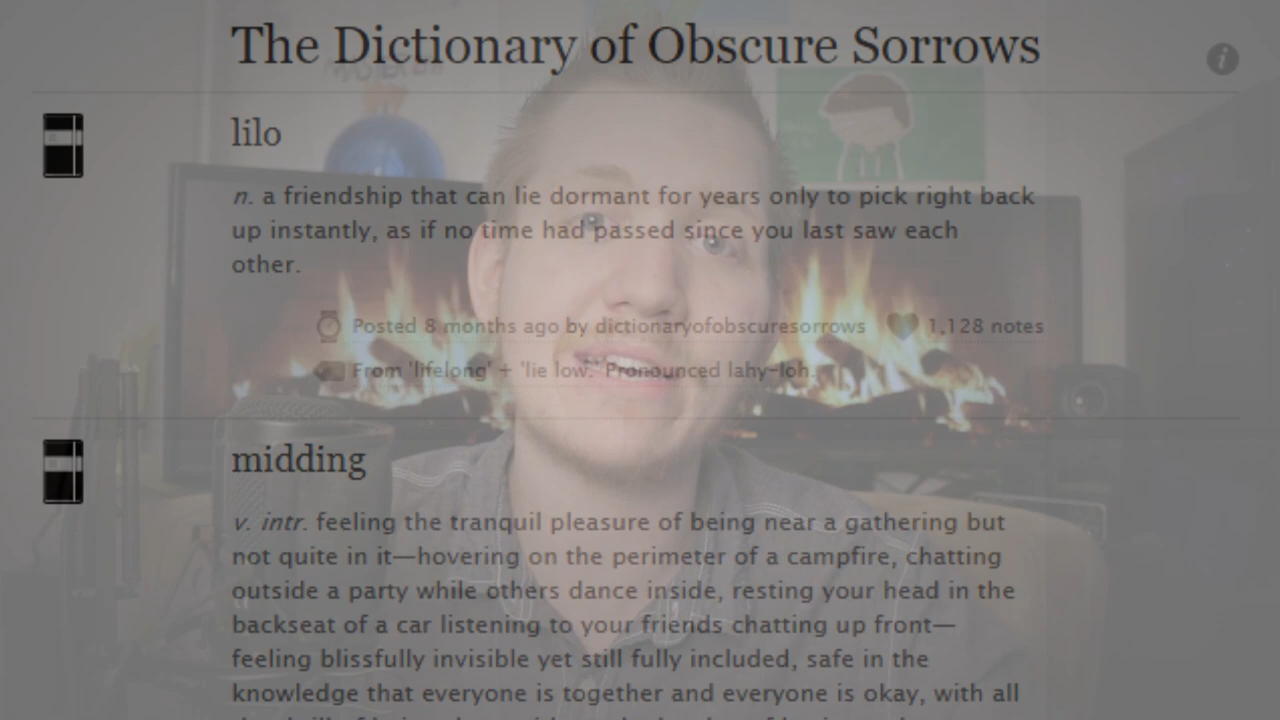 The Dictionary of Obscure Sorrows
lilo
n. a friendship that can lie dormant for years only to pick right back
up instantly, as if no time had passed since you last saw each
other.
Posted 8 months ago by dictionaryofobscuresorrows 1,128 notes
From 'lifelong' + 'lie low.' Pronounced lahy-loh.
midding
v. intr. feeling the tranquil pleasure of being near a gathering but
not quite in it—hovering on the perimeter of a campfire, chatting
outside a party while others dance inside, resting your head in the
backseat of a car listening to your friends chatting up front—
feeling blissfully invisible yet still fully included, safe in the
knowledge that everyone is together and everyone is okay, with all